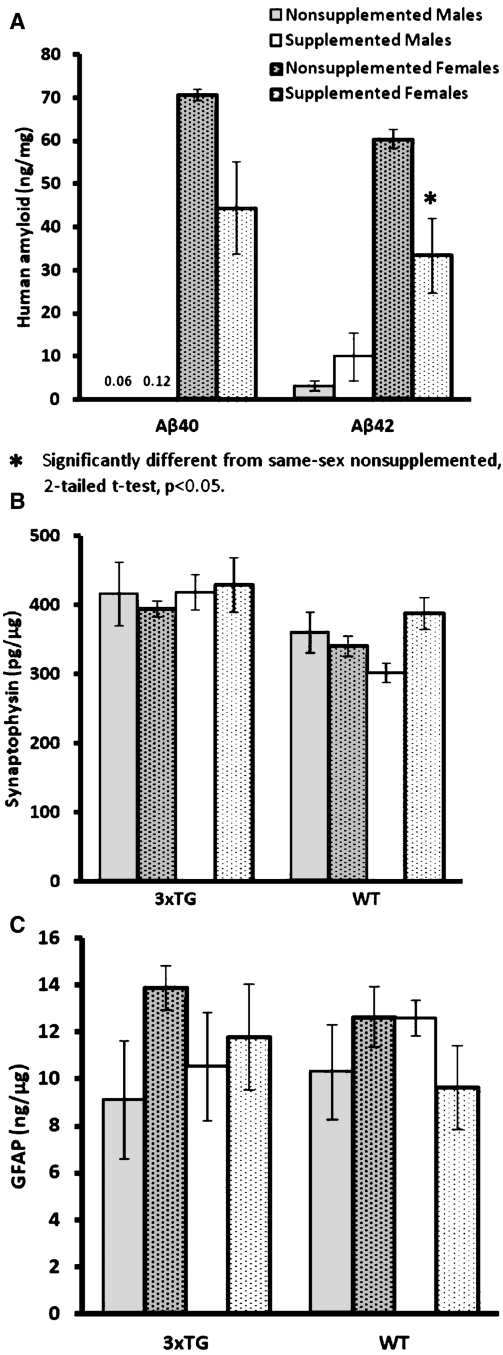 A
Nonsupplemented Males
Supplemented Males
Nonsupplemented Females
Supplemented Females
Human amyloid (ng/mg)
80
70
60
50
40
30
20
10
0
0.06 0.12
*
Aβ40 Aβ42
* Significantly different from same-sex nonsupplemented,
2-tailed t-test, p<0.05.
B
Synaptophysin (pg/µg)
500
400
300
200
100
0
3xTG WT
C
GFAP (ng/µg)
16
14
12
10
8
6
4
2
0
3xTG WT